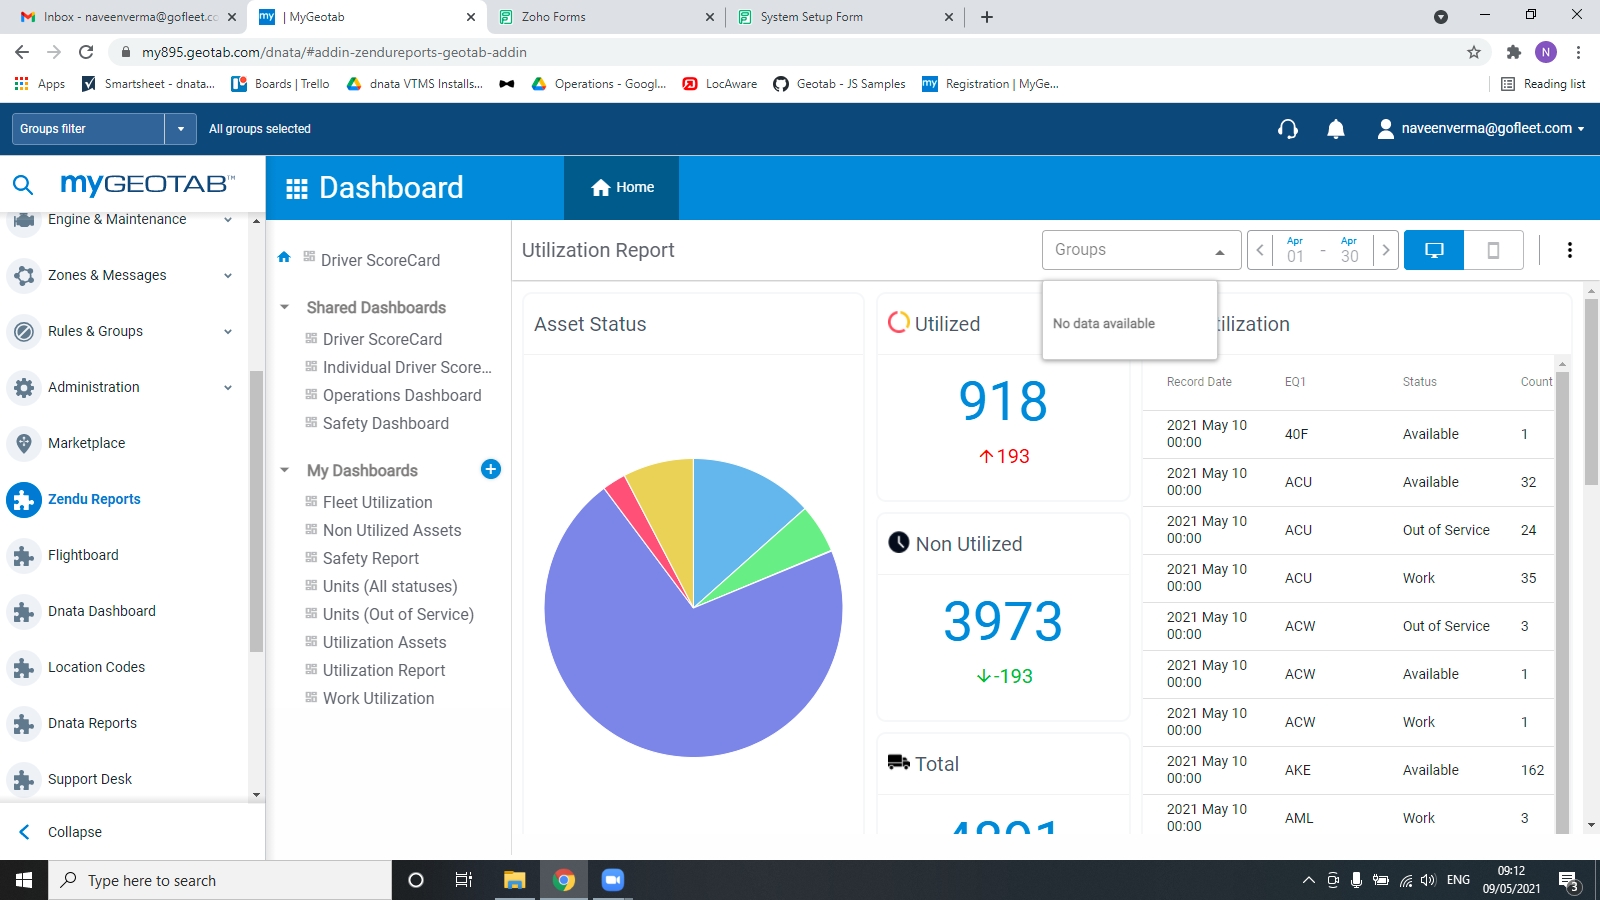 Inbox - naveenverma@gofleet.co
| MyGeotab
Zoho Forms
System Setup Form
my895.geotab.com/dnata/#addin-zendureports-geotab-addin
N
Apps
Smartsheet - dnata...
Boards | Trello
dnata VTMS Installs...
Operations - Googl...
LocAware
Geotab - JS Samples
my
Registration | MyGe...
Reading list
Groups filter
All groups selected
naveenverma@gofleet.com
myGEOTAB™
Dashboard
Home
Engine & Maintenance
Zones & Messages
Rules & Groups
Administration
Marketplace
Zendu Reports
Flightboard
Dnata Dashboard
Location Codes
Dnata Reports
Support Desk
Collapse
Driver ScoreCard
Shared Dashboards
Driver ScoreCard
Individual Driver Score...
Operations Dashboard
Safety Dashboard
My Dashboards
Fleet Utilization
Non Utilized Assets
Safety Report
Units (All statuses)
Units (Out of Service)
Utilization Assets
Utilization Report
Work Utilization
Utilization Report
Groups
Apr 01 - Apr 30
No data available
Asset Status
Utilized
918
193
Non Utilized
3973
-193
Total
tilization
Record Date EQ1 Status Count
2021 May 10 00:00 40F Available 1
2021 May 10 00:00 ACU Available 32
2021 May 10 00:00 ACU Out of Service 24
2021 May 10 00:00 ACU Work 35
2021 May 10 00:00 ACW Out of Service 3
2021 May 10 00:00 ACW Available 1
2021 May 10 00:00 ACW Work 1
2021 May 10 00:00 AKE Available 162
2021 May 10 00:00 AML Work 3
Type here to search
ENG
09:12
09/05/2021
3